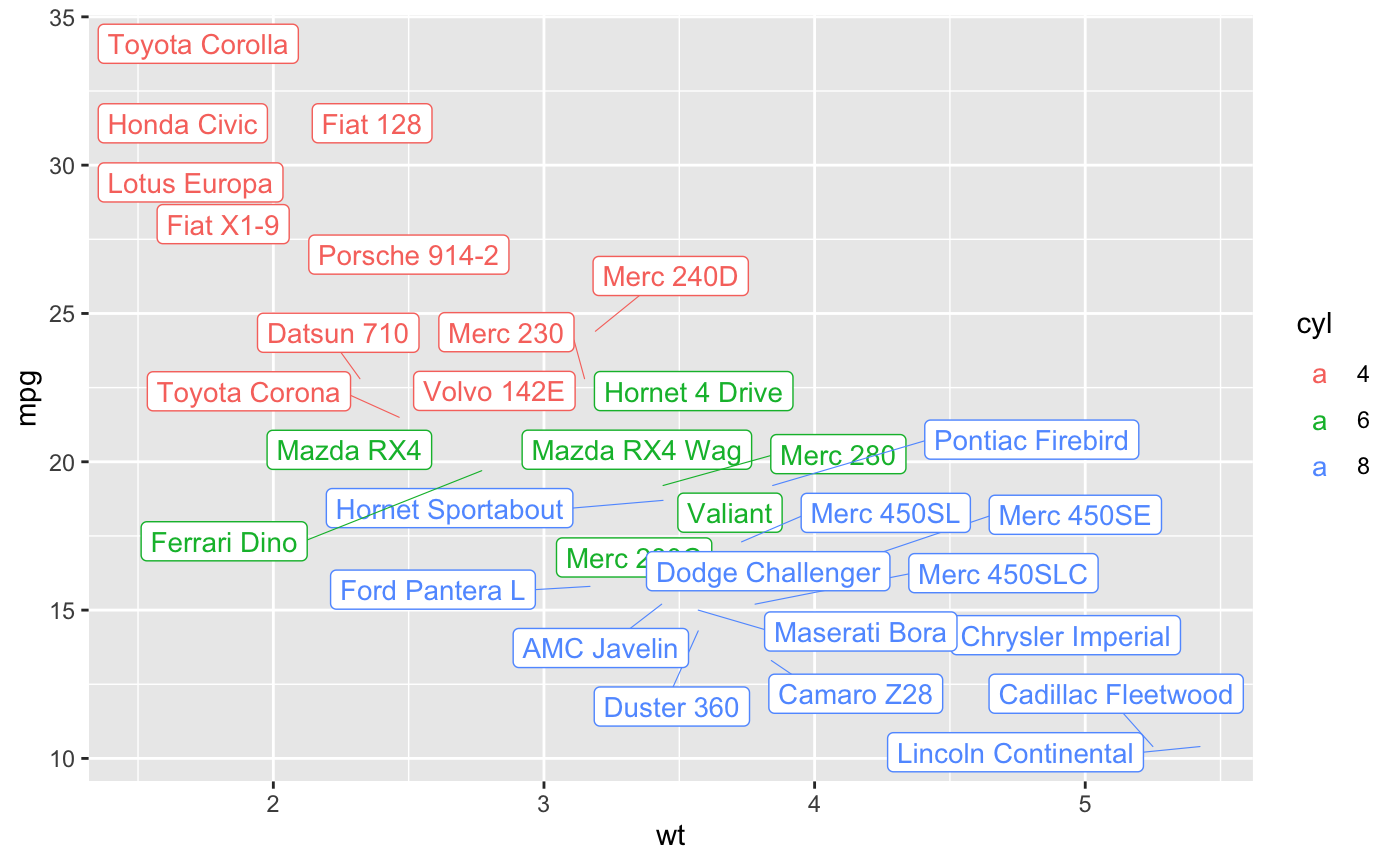 35
Toyota Corolla
Honda Civic
Fiat 128
30
Lotus Europa
Fiat X1-9
Porsche 914-2
Merc 240D
25
Datsun 710
Merc 230
Toyota Corona
Volvo 142E
Hornet 4 Drive
mpg
Mazda RX4
Mazda RX4 Wag
Merc 280
Pontiac Firebird
20
Hornet Sportabout
Valiant
Merc 450SL
Merc 450SE
Ferrari Dino
Merc
Dodge Challenger
Merc 450SLC
Ford Pantera L
15
AMC Javelin
Maserati Bora
Chrysler Imperial
Duster 360
Camaro Z28
Cadillac Fleetwood
Lincoln Continental
10
2
3
4
5
wt
cyl
a 4
a 6
a 8